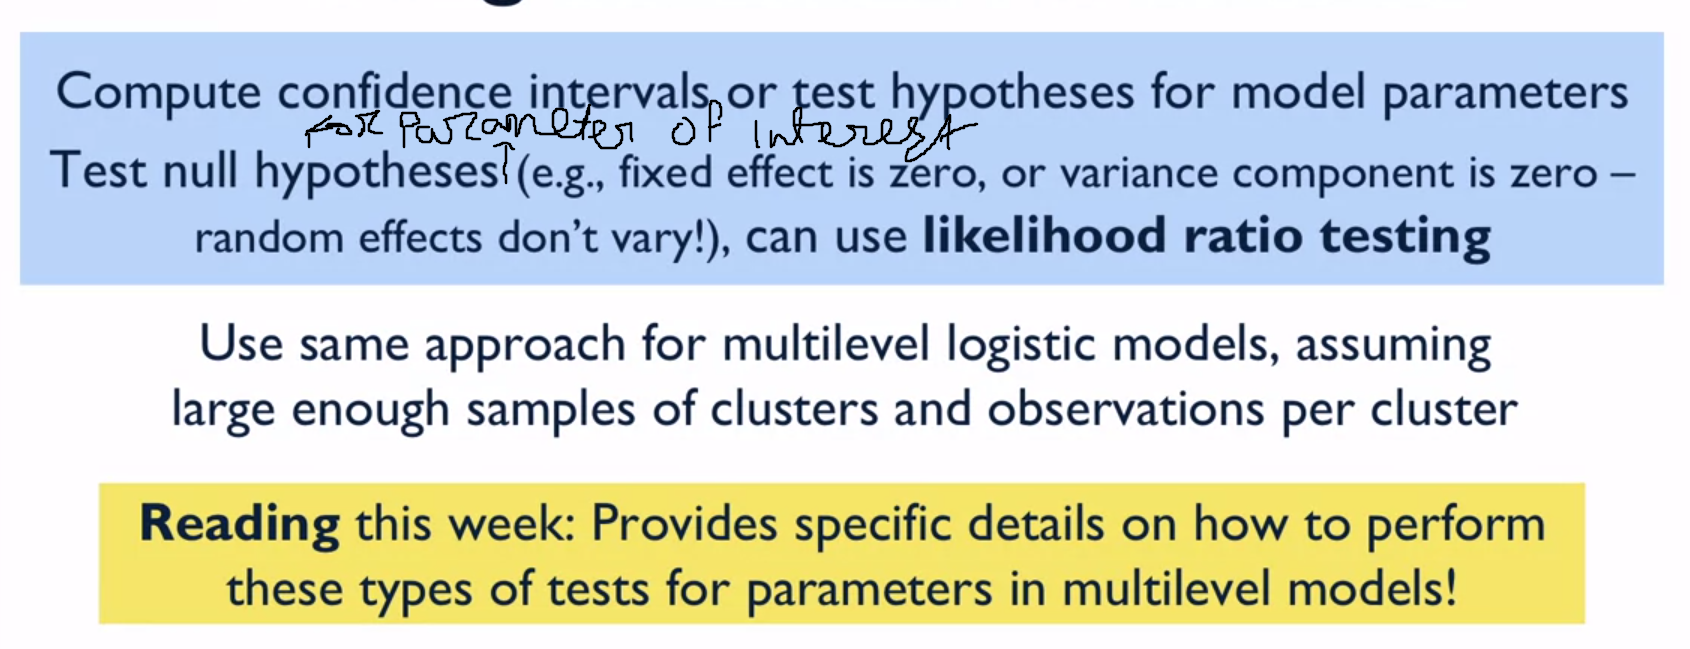 Compute confidence intervals or test hypotheses for model parameters
for parameter of interest
Test null hypotheses (e.g., fixed effect is zero, or variance component is zero –
random effects don't vary!), can use likelihood ratio testing
Use same approach for multilevel logistic models, assuming
large enough samples of clusters and observations per cluster
Reading this week: Provides specific details on how to perform
these types of tests for parameters in multilevel models!